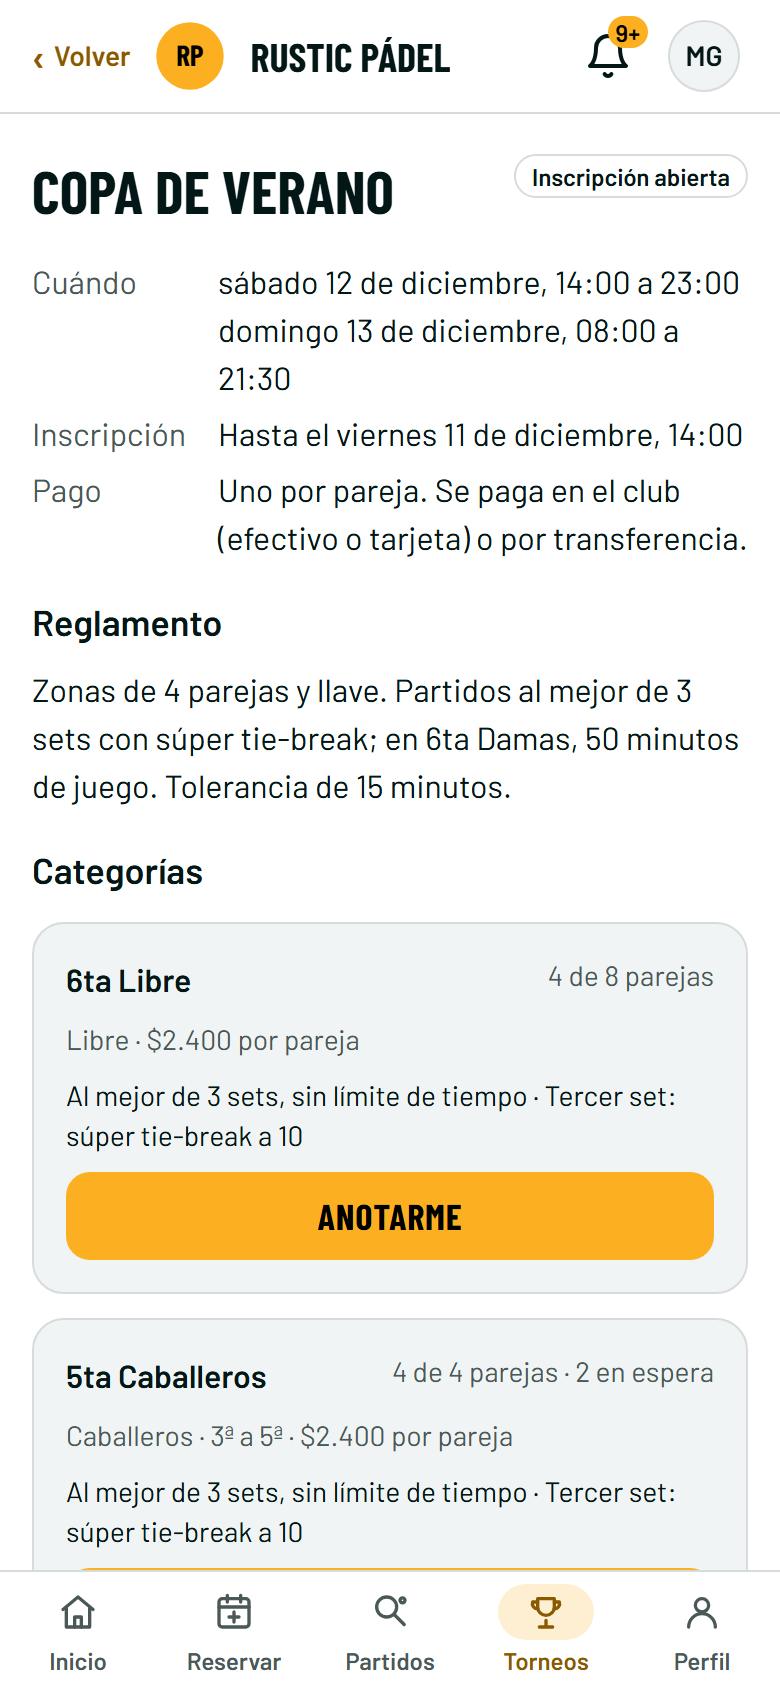 ‹ Volver
RP
RUSTIC PÁDEL
9+
MG
COPA DE VERANO
Inscripción abierta
Cuándo
sábado 12 de diciembre, 14:00 a 23:00
domingo 13 de diciembre, 08:00 a
21:30
Inscripción
Hasta el viernes 11 de diciembre, 14:00
Pago
Uno por pareja. Se paga en el club
(efectivo o tarjeta) o por transferencia.
Reglamento
Zonas de 4 parejas y llave. Partidos al mejor de 3
sets con súper tie-break; en 6ta Damas, 50 minutos
de juego. Tolerancia de 15 minutos.
Categorías
6ta Libre
4 de 8 parejas
Libre · $2.400 por pareja
Al mejor de 3 sets, sin límite de tiempo · Tercer set:
súper tie-break a 10
ANOTARME
5ta Caballeros
4 de 4 parejas · 2 en espera
Caballeros · 3ª a 5ª · $2.400 por pareja
Al mejor de 3 sets, sin límite de tiempo · Tercer set:
súper tie-break a 10
Inicio
Reservar
Partidos
Torneos
Perfil